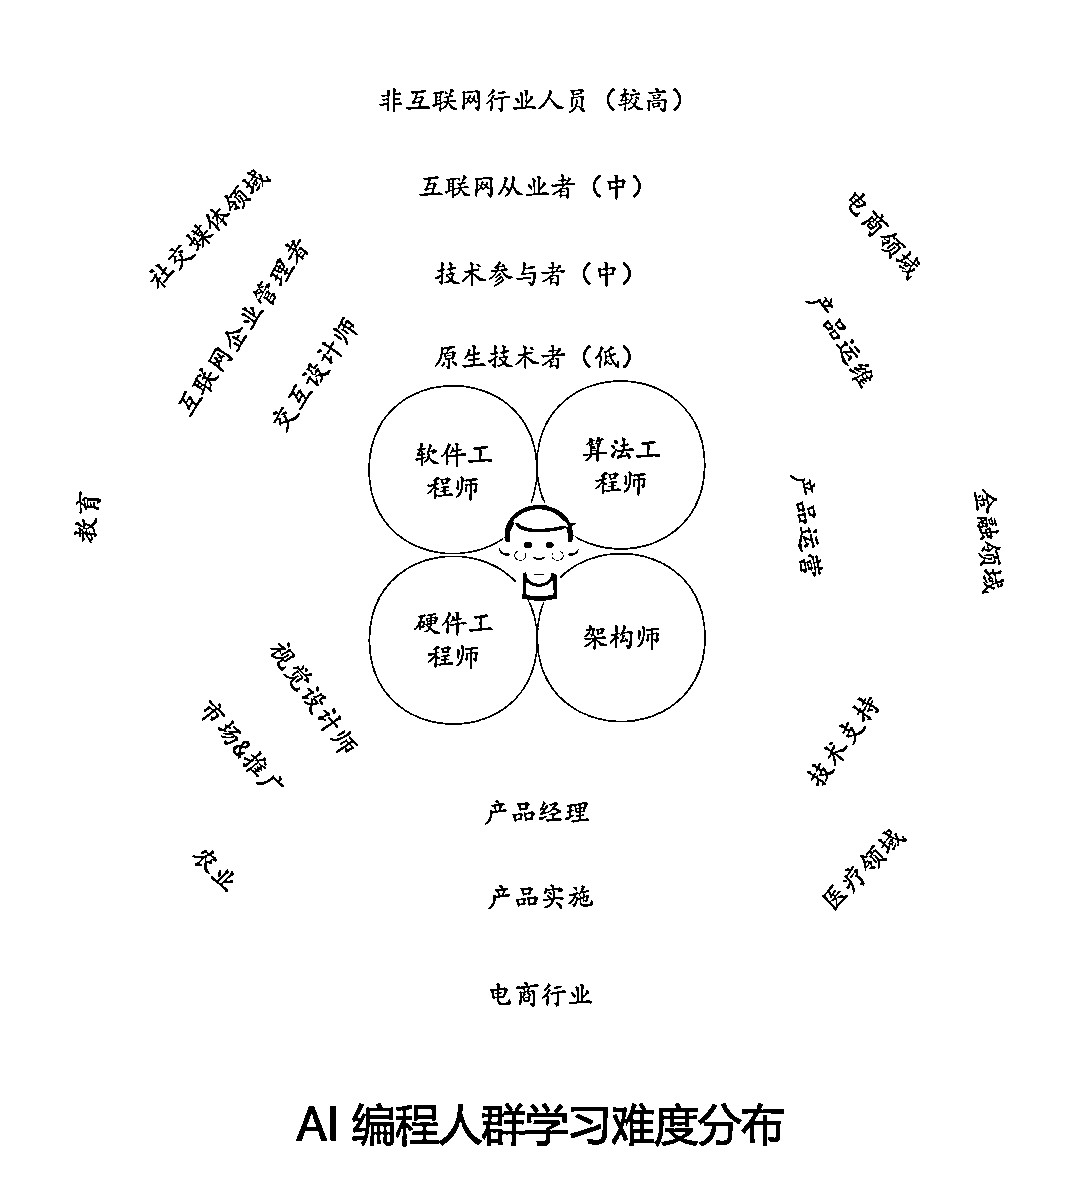 非互联网行业人员（较高）
互联网从业者（中）
社交媒体领域
电商领域
技术参与者（中）
互联网企业管理者
产品运维
原生技术者（低）
交互设计师
软件工
程师
算法工
程师
教育
产品运营
金融领域
硬件工
程师
架构师
视觉设计师
市场&推广
技术支持
产品经理
农业
医疗领域
产品实施
电商行业
AI 编程人群学习难度分布